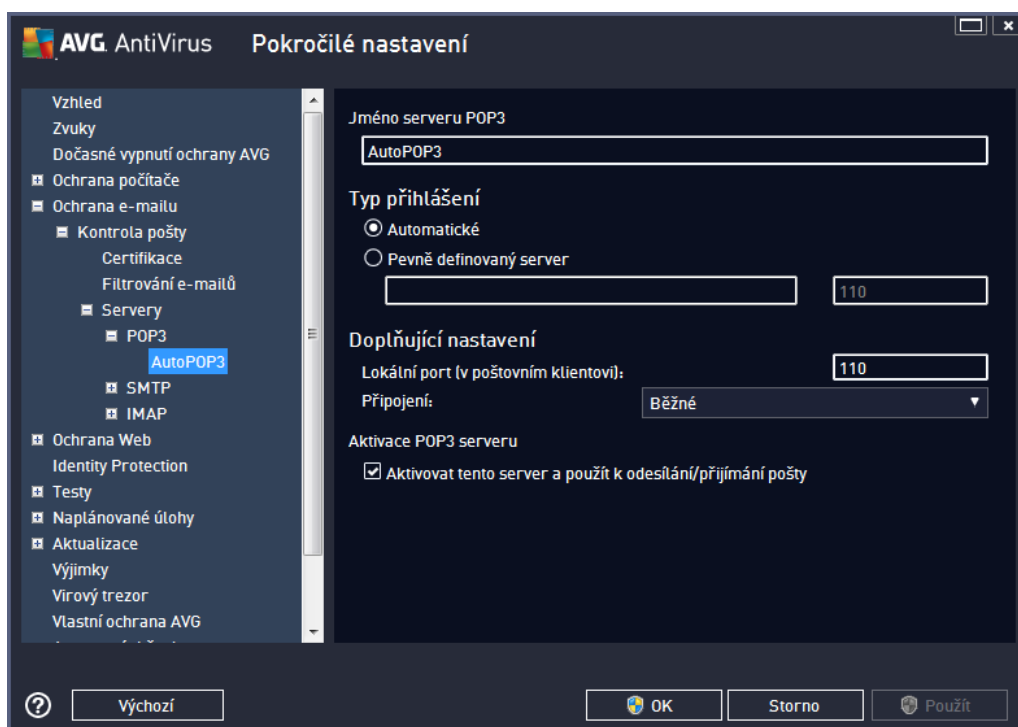 AVG AntiVirus Pokročilé nastavení
Vzhled
Zvuky
Dočasné vypnutí ochrany AVG
Ochrana počítače
Ochrana e-mailu
Kontrola pošty
Certifikace
Filtrování e-mailů
Servery
POP3
AutoPOP3
SMTP
IMAP
Ochrana Web
Identity Protection
Testy
Naplánované úlohy
Aktualizace
Výjimky
Virový trezor
Vlastní ochrana AVG
Jméno serveru POP3
AutoPOP3
Typ přihlášení
Automatické
Pevně definovaný server
110
Doplňující nastavení
Lokální port (v poštovním klientovi): 110
Připojení: Běžné
Aktivace POP3 serveru
Aktivovat tento server a použít k odesílání/přijímání pošty
? Výchozí OK Storno Použít